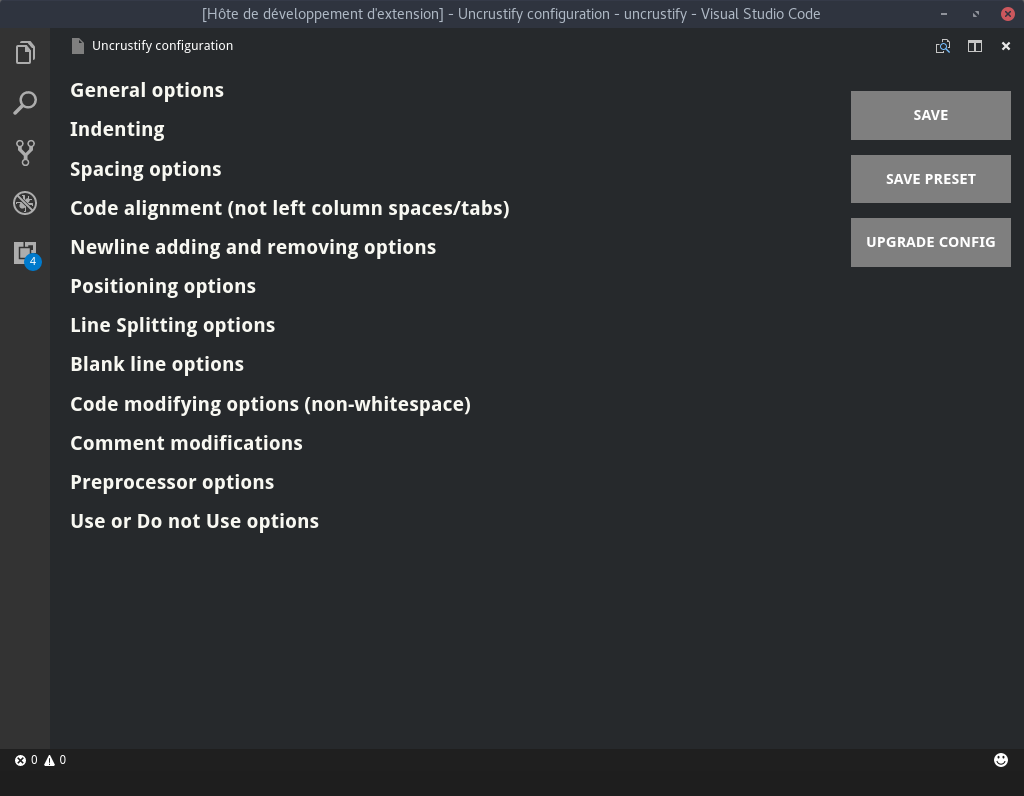 [Hôte de développement d'extension] - Uncrustify configuration - uncrustify - Visual Studio Code
Uncrustify configuration
General options
Indenting
Spacing options
Code alignment (not left column spaces/tabs)
Newline adding and removing options
Positioning options
Line Splitting options
Blank line options
Code modifying options (non-whitespace)
Comment modifications
Preprocessor options
Use or Do not Use options
SAVE
SAVE PRESET
UPGRADE CONFIG
4
0 0